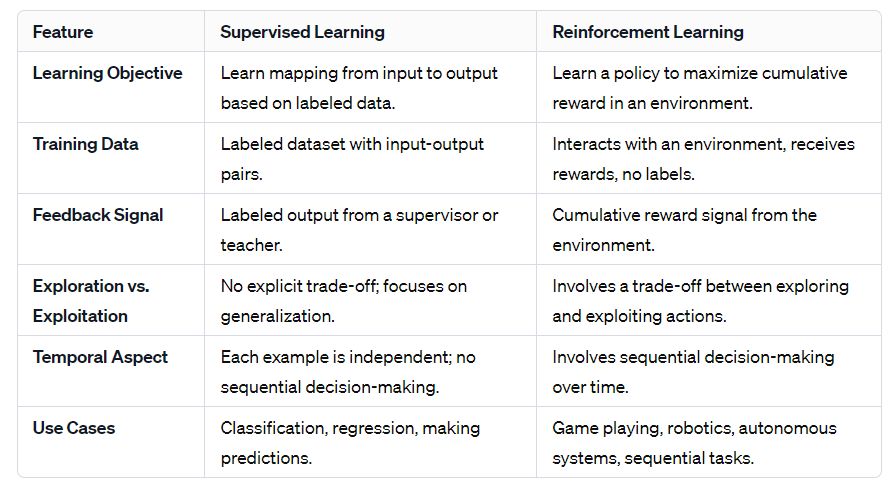 Feature Supervised Learning Reinforcement Learning
Learning Objective Learn mapping from input to output Learn a policy to maximize cumulative
based on labeled data. reward in an environment.
Training Data Labeled dataset with input-output Interacts with an environment, receives
pairs. rewards, no labels.
Feedback Signal Labeled output from a supervisor or Cumulative reward signal from the
teacher. environment.
Exploration vs. No explicit trade-off; focuses on Involves a trade-off between exploring
Exploitation generalization. and exploiting actions.
Temporal Aspect Each example is independent; no Involves sequential decision-making
sequential decision-making. over time.
Use Cases Classification, regression, making Game playing, robotics, autonomous
predictions. systems, sequential tasks.